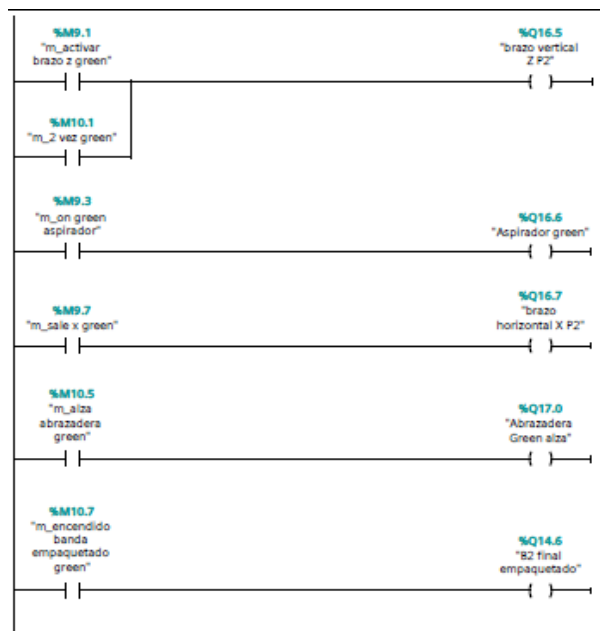 %M9.1
"m_activar
brazo z green"
%Q16.5
"brazo vertical
Z P2"
%M10.1
"m_2 vez green"
%M9.3
"m_on green
aspirador"
%Q16.6
"Aspirador green"
%M9.7
"m_sale x green"
%Q16.7
"brazo
horizontal X P2"
%M10.5
"m_alza
abrazadera
green"
%Q17.0
"Abrazadera
Green alza"
%M10.7
"m_encendido
banda
empaquetado
green"
%Q14.6
"B2 final
empaquetado"